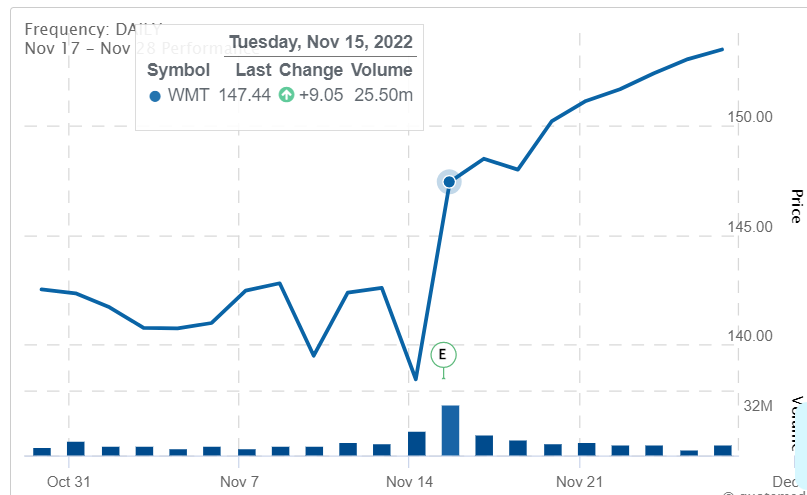 Frequency: DAILY
Nov 17 - Nov 28 Performance
Tuesday, Nov 15, 2022
Symbol Last Change Volume
WMT 147.44 +9.05 25.50m
150.00
Price
145.00
140.00
E
32M
Volume
Oct 31 Nov 7 Nov 14 Nov 21 Dec